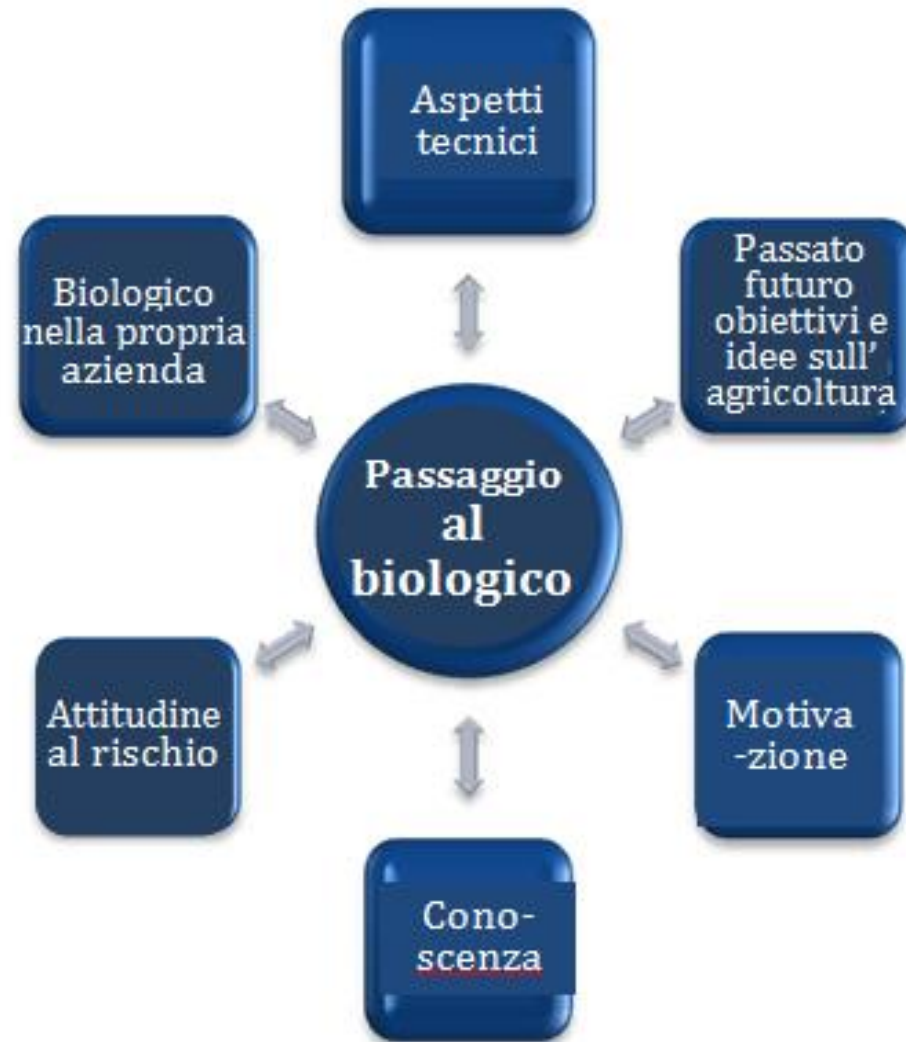 Aspetti
tecnici
Biologico
nella propria
azienda
Passato
futuro
obiettivi e
idee sull'
agricoltura
Passaggio
al
biologico
Attitudine
al rischio
Motiva
-zione
Cono-
scenza